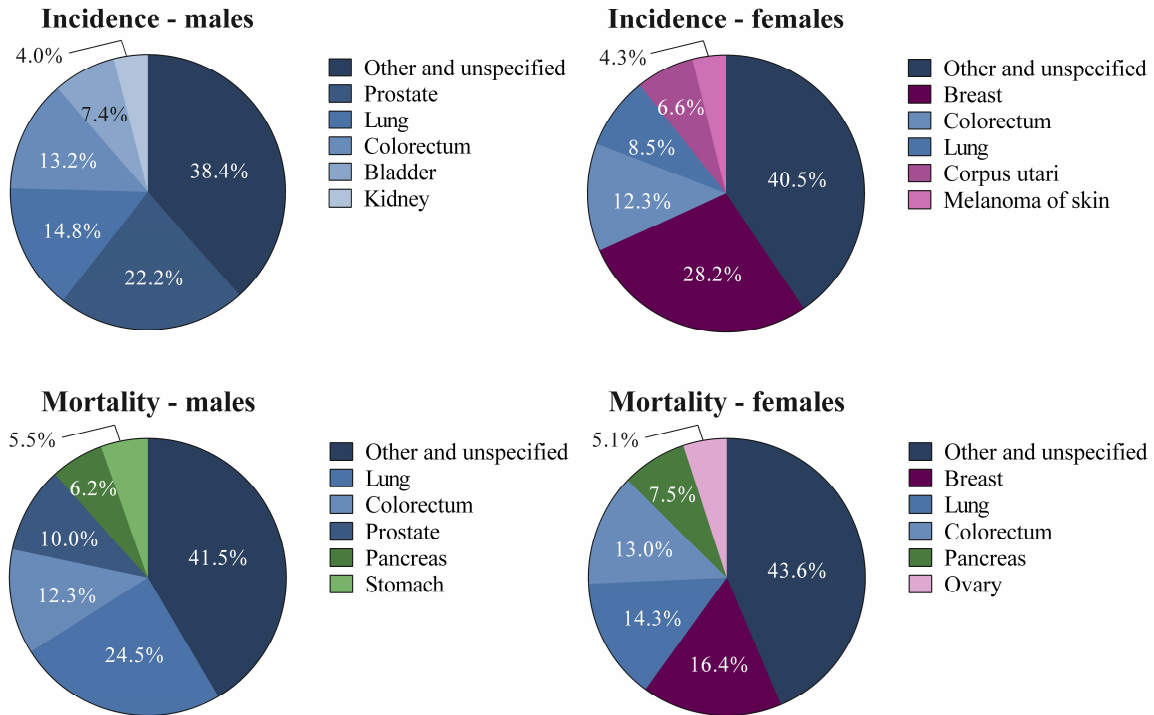 Incidence - males
4.0%
7.4%
13.2%
14.8%
22.2%
38.4%
Other and unspecified
Prostate
Lung
Colorectum
Bladder
Kidney
Incidence - females
4.3%
6.6%
8.5%
12.3%
28.2%
40.5%
Other and unspecified
Breast
Colorectum
Lung
Corpus utari
Melanoma of skin
Mortality - males
5.5%
6.2%
10.0%
12.3%
24.5%
41.5%
Other and unspecified
Lung
Colorectum
Prostate
Pancreas
Stomach
Mortality - females
5.1%
7.5%
13.0%
14.3%
16.4%
43.6%
Other and unspecified
Breast
Lung
Colorectum
Pancreas
Ovary